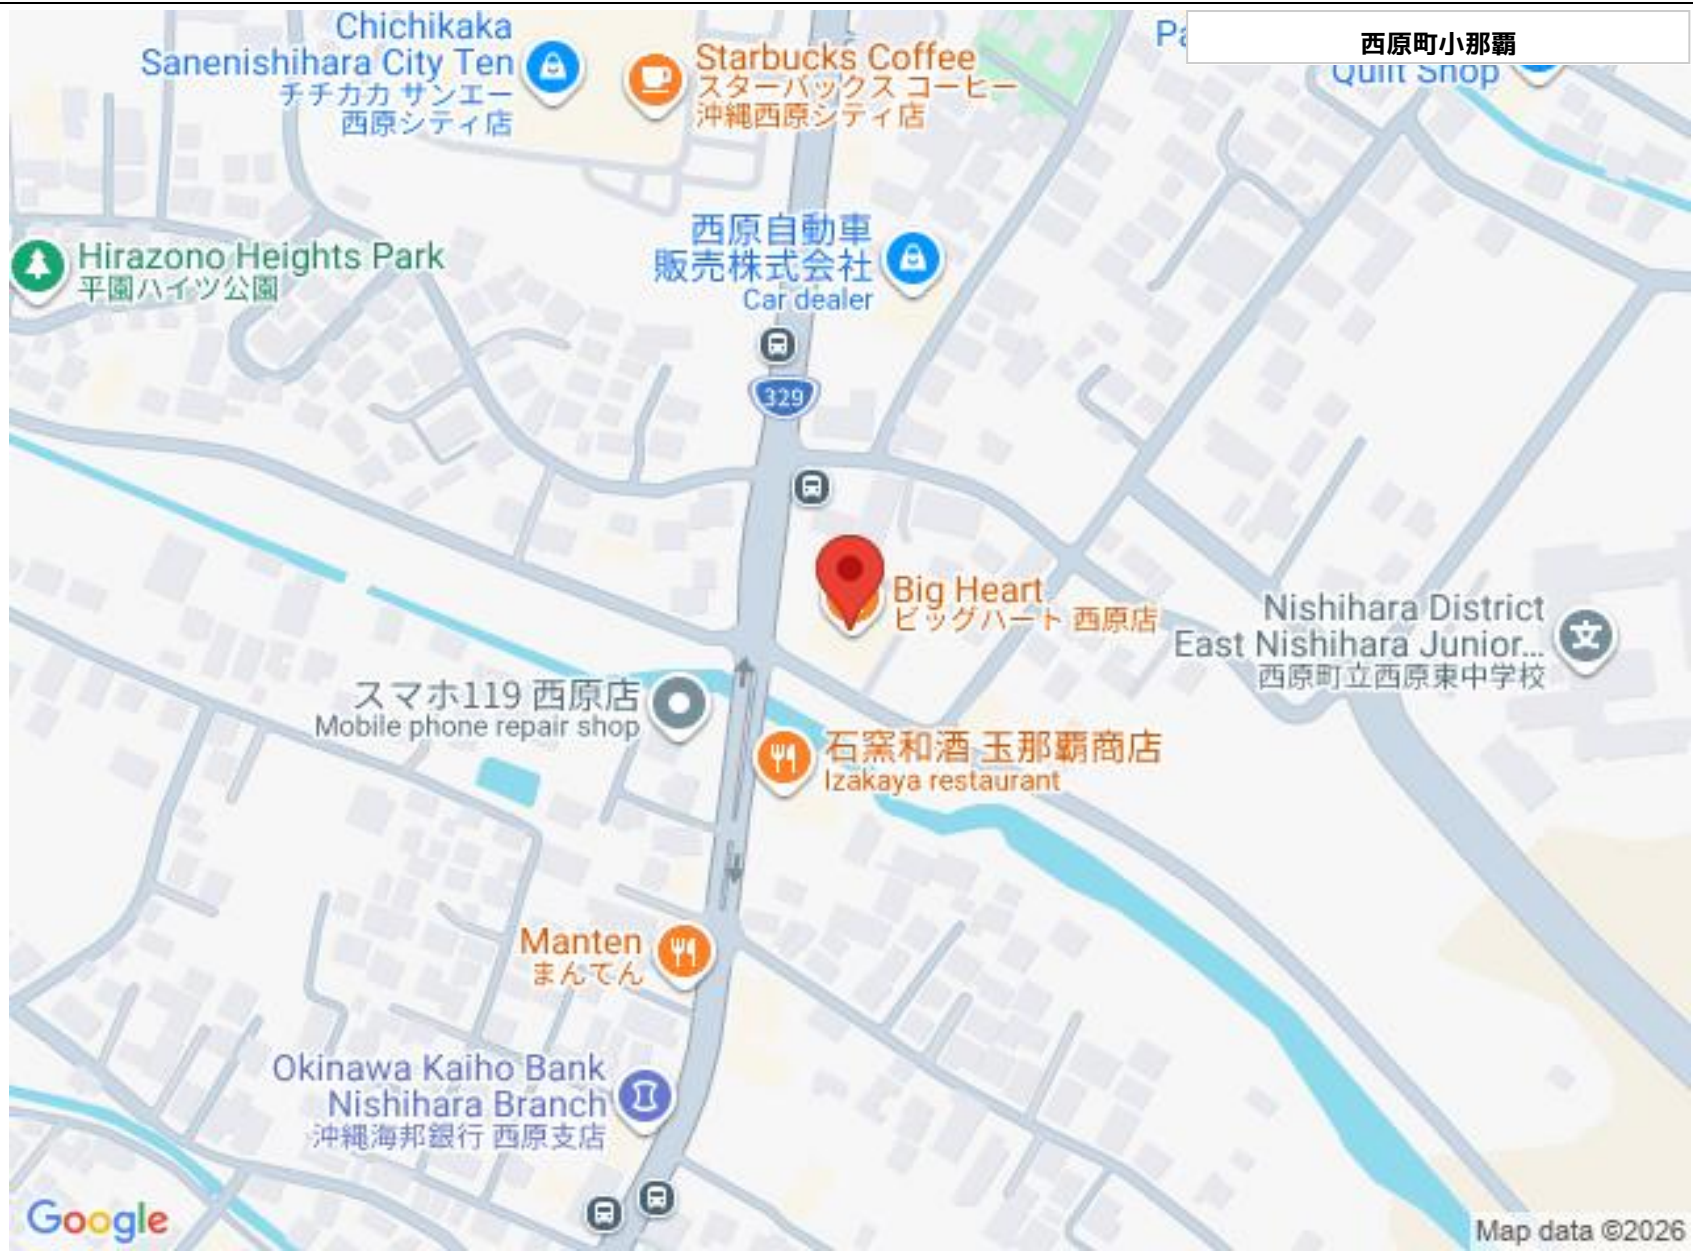 Chichikaka
Sanenishihara City Ten
チチカカ サンエー
西原シティ店
Starbucks Coffee
スターバックス コーヒー
沖縄西原シティ店
西原町小那覇
Quilt Shop
Hirazono Heights Park
平園ハイツ公園
西原自動車
販売株式会社
Car dealer
329
Big Heart
ビッグハート 西原店
Nishihara District
East Nishihara Junior...
西原町立西原東中学校
文
スマホ119 西原店
Mobile phone repair shop
石窯和酒 玉那覇商店
Izakaya restaurant
Manten
まんてん
Okinawa Kaiho Bank
Nishihara Branch
沖縄海邦銀行 西原支店
Google
Map data ©2026